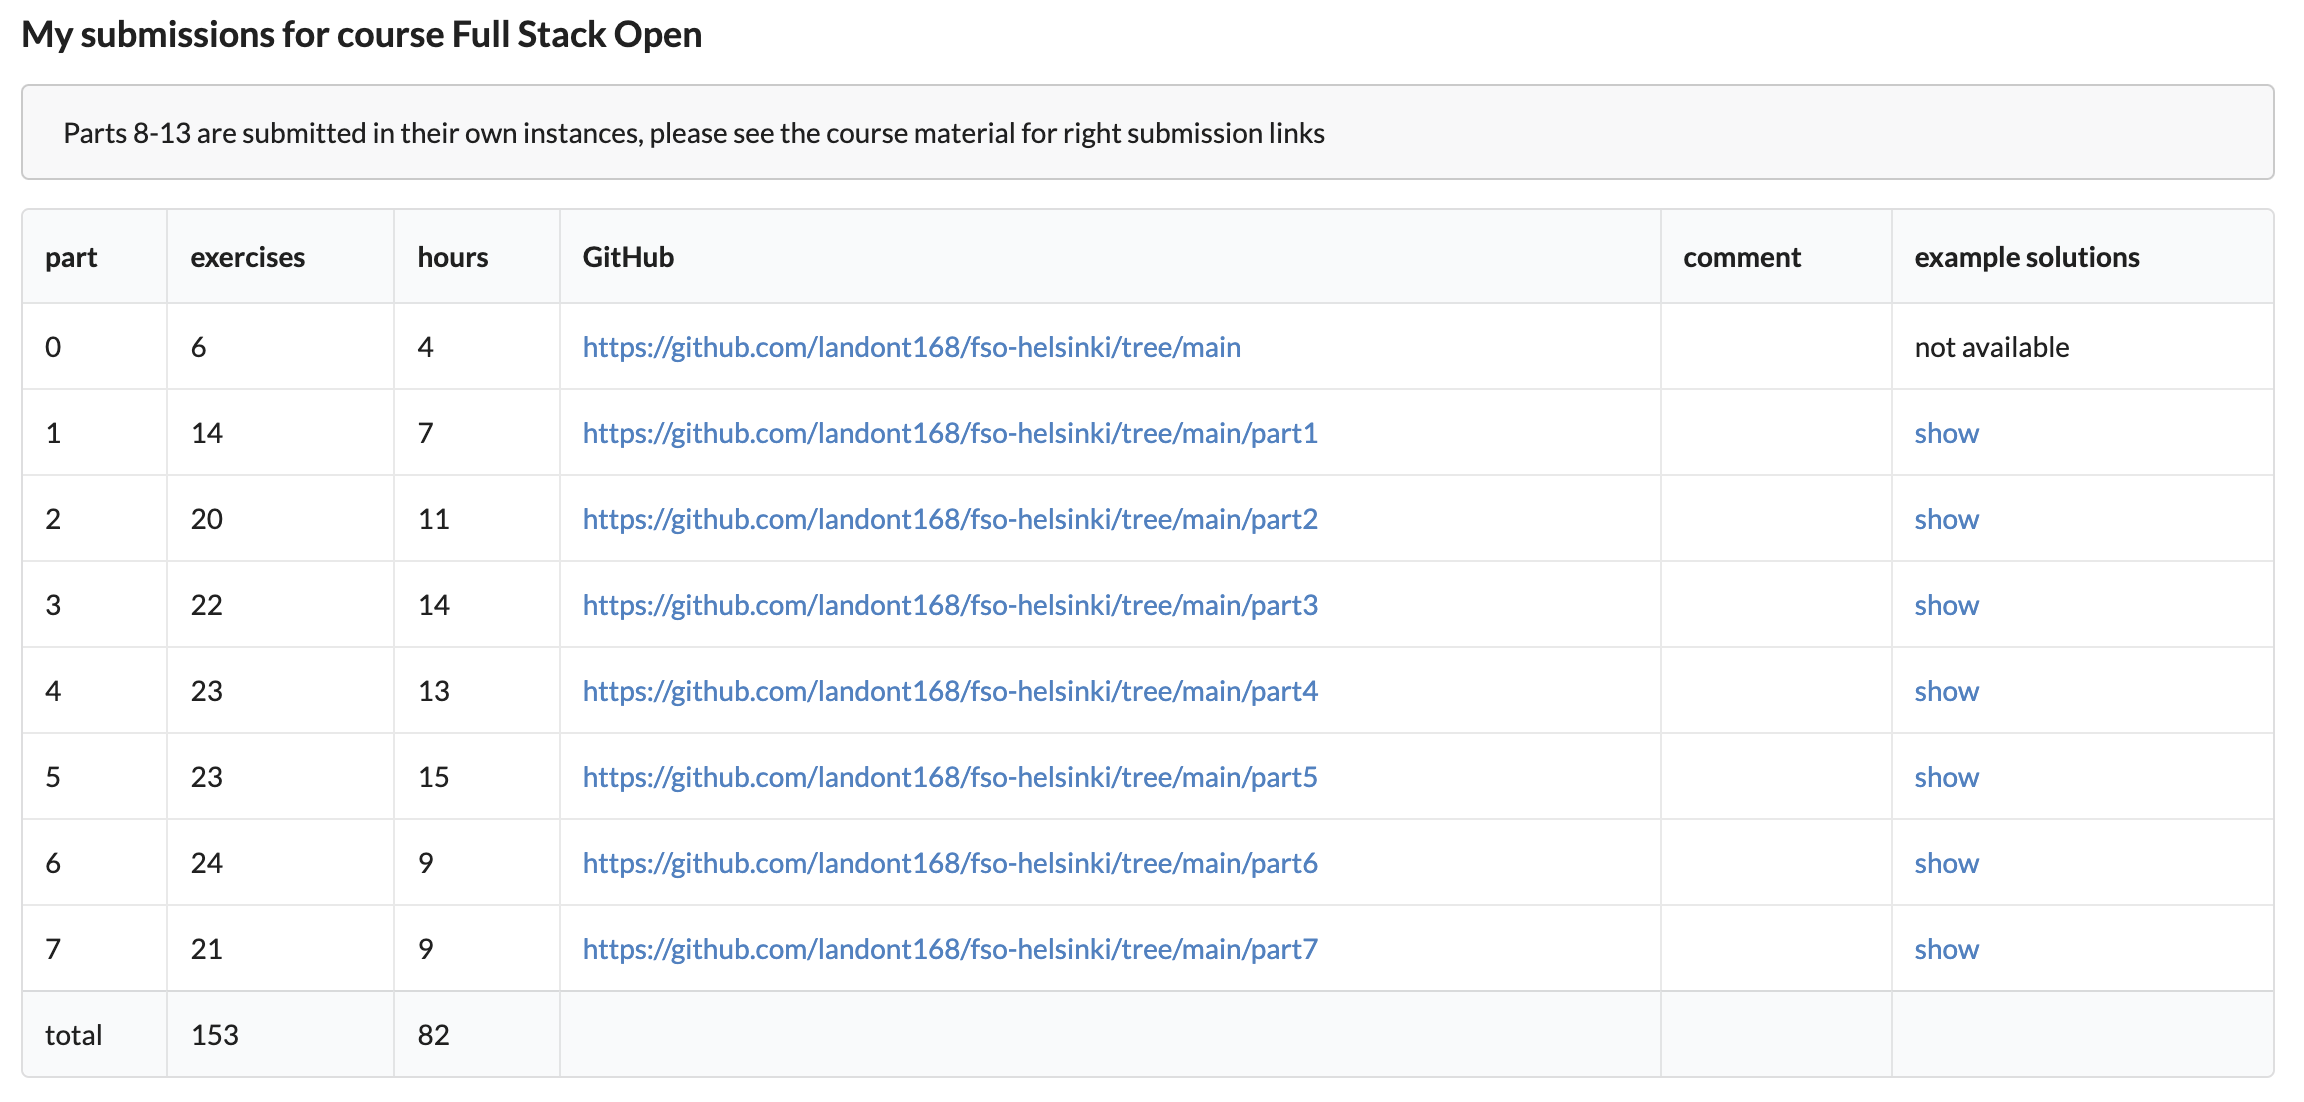 My submissions for course Full Stack Open
Parts 8-13 are submitted in their own instances, please see the course material for right submission links
part exercises hours GitHub comment example solutions
0 6 4 https://github.com/landont168/fso-helsinki/tree/main not available
1 14 7 https://github.com/landont168/fso-helsinki/tree/main/part1 show
2 20 11 https://github.com/landont168/fso-helsinki/tree/main/part2 show
3 22 14 https://github.com/landont168/fso-helsinki/tree/main/part3 show
4 23 13 https://github.com/landont168/fso-helsinki/tree/main/part4 show
5 23 15 https://github.com/landont168/fso-helsinki/tree/main/part5 show
6 24 9 https://github.com/landont168/fso-helsinki/tree/main/part6 show
7 21 9 https://github.com/landont168/fso-helsinki/tree/main/part7 show
total 153 82